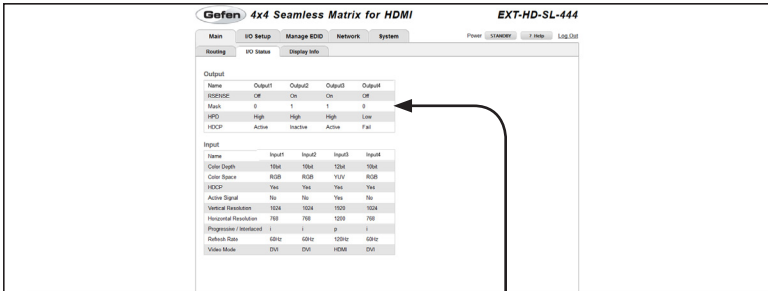 Gefen 4x4 Seamless Matrix for HDMI EXT-HD-SL-444
Main I/O Setup Manage EDID Network System Power STANDBY ? Help Log Out
Routing I/O Status Display Info
Output
Name Output1 Output2 Output3 Output4
RSENSE Off On On Off
Mask 0 1 1 0
HPD High High High Low
HDCP Active Inactive Active Fail
Input
Name Input1 Input2 Input3 Input4
Color Depth 10bit 10bit 12bit 10bit
Color Space RGB RGB YUV RGB
HDCP Yes Yes Yes Yes
Active Signal No No Yes No
Vertical Resolution 1024 1024 1920 1024
Horizontal Resolution 768 768 1200 768
Progressive / Interlaced i i p i
Refresh Rate 60Hz 60Hz 120Hz 60Hz
Video Mode DVI DVI HDMI DVI